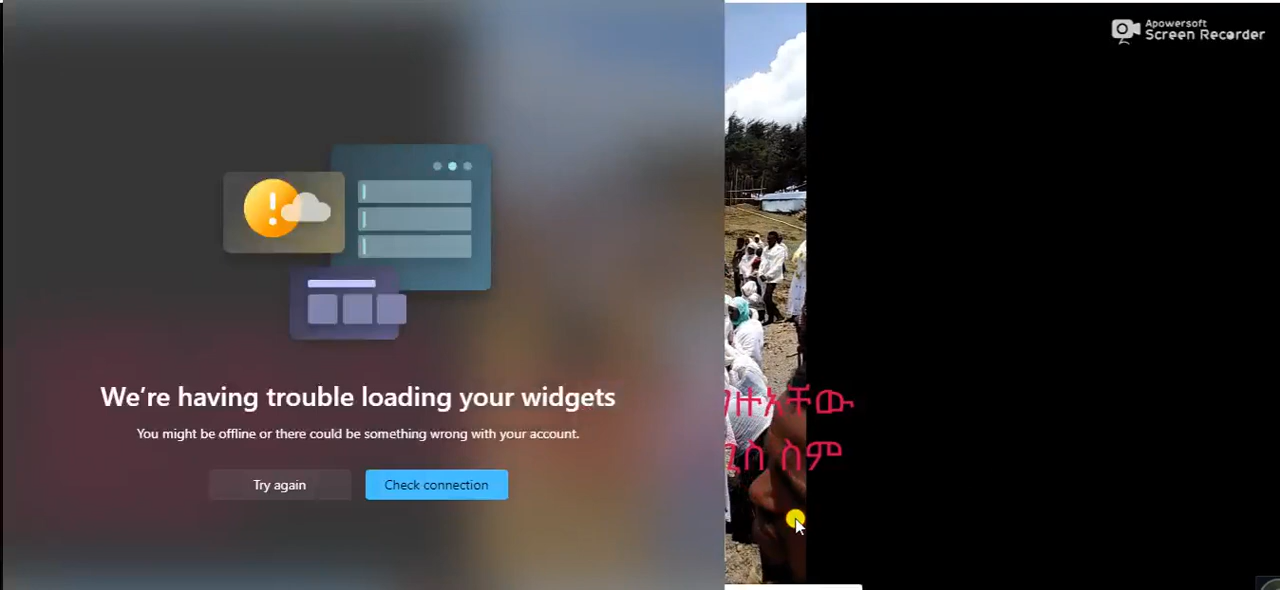 Apowersoft
Screen Recorder
We're having trouble loading your widgets
You might be offline or there could be something wrong with your account.
Try again
Check connection
ስም